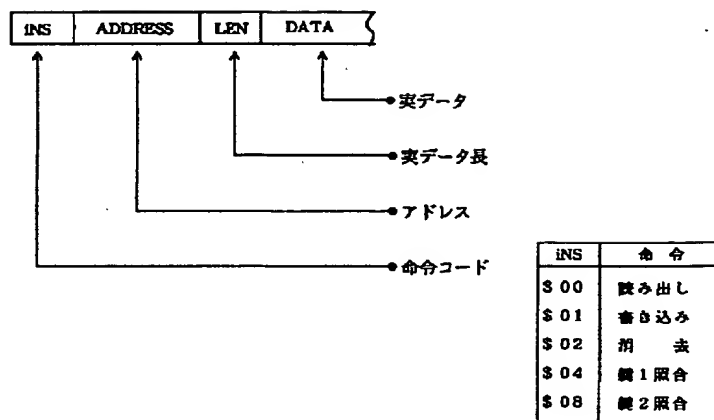 iNS ADDRESS LEN DATA
実データ
実データ長
アドレス
命令コード
iNS 命令
$00 読み出し
$01 書き込み
$02 消 去
$04 鍵1照合
$08 鍵2照合